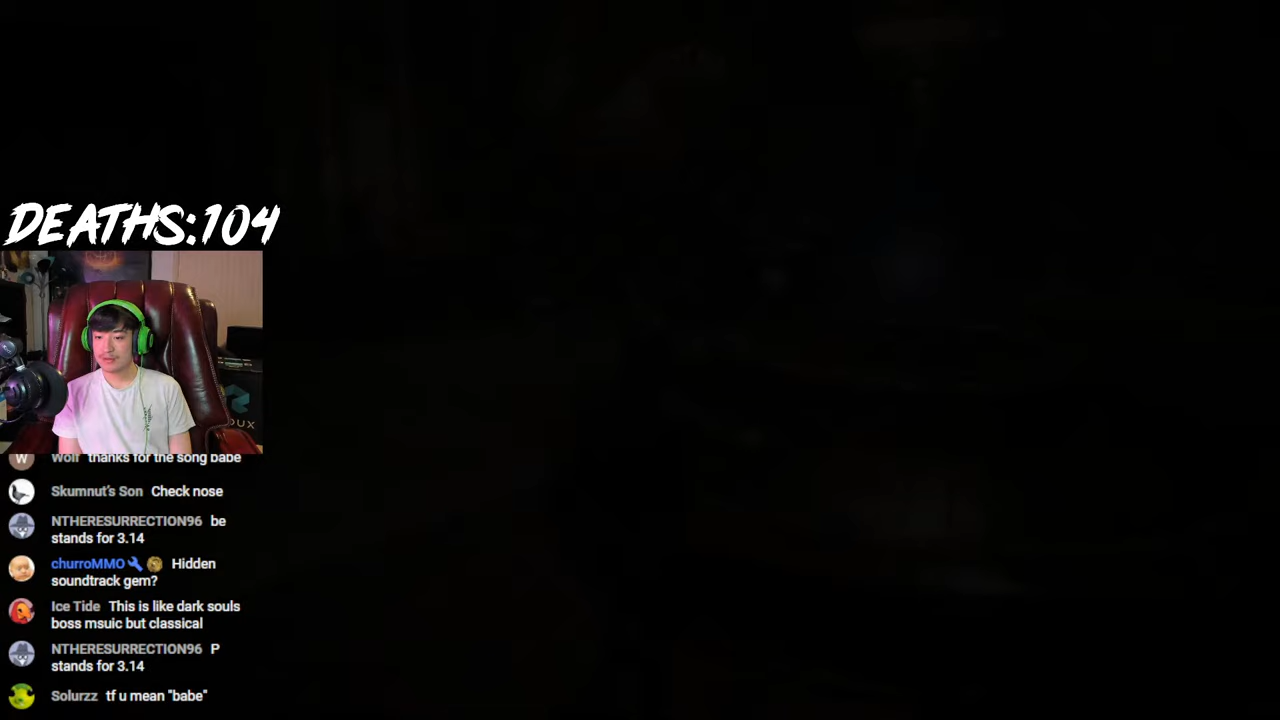 DEATHS:104
DUX
W Wolf thanks for the song babe
Skumnut's Son Check nose
NTHERESURRECTION96 be
stands for 3.14
churroMMO Hidden
soundtrack gem?
Ice Tide This is like dark souls
boss msuic but classical
NTHERESURRECTION96 P
stands for 3.14
Solurzz tf u mean "babe"